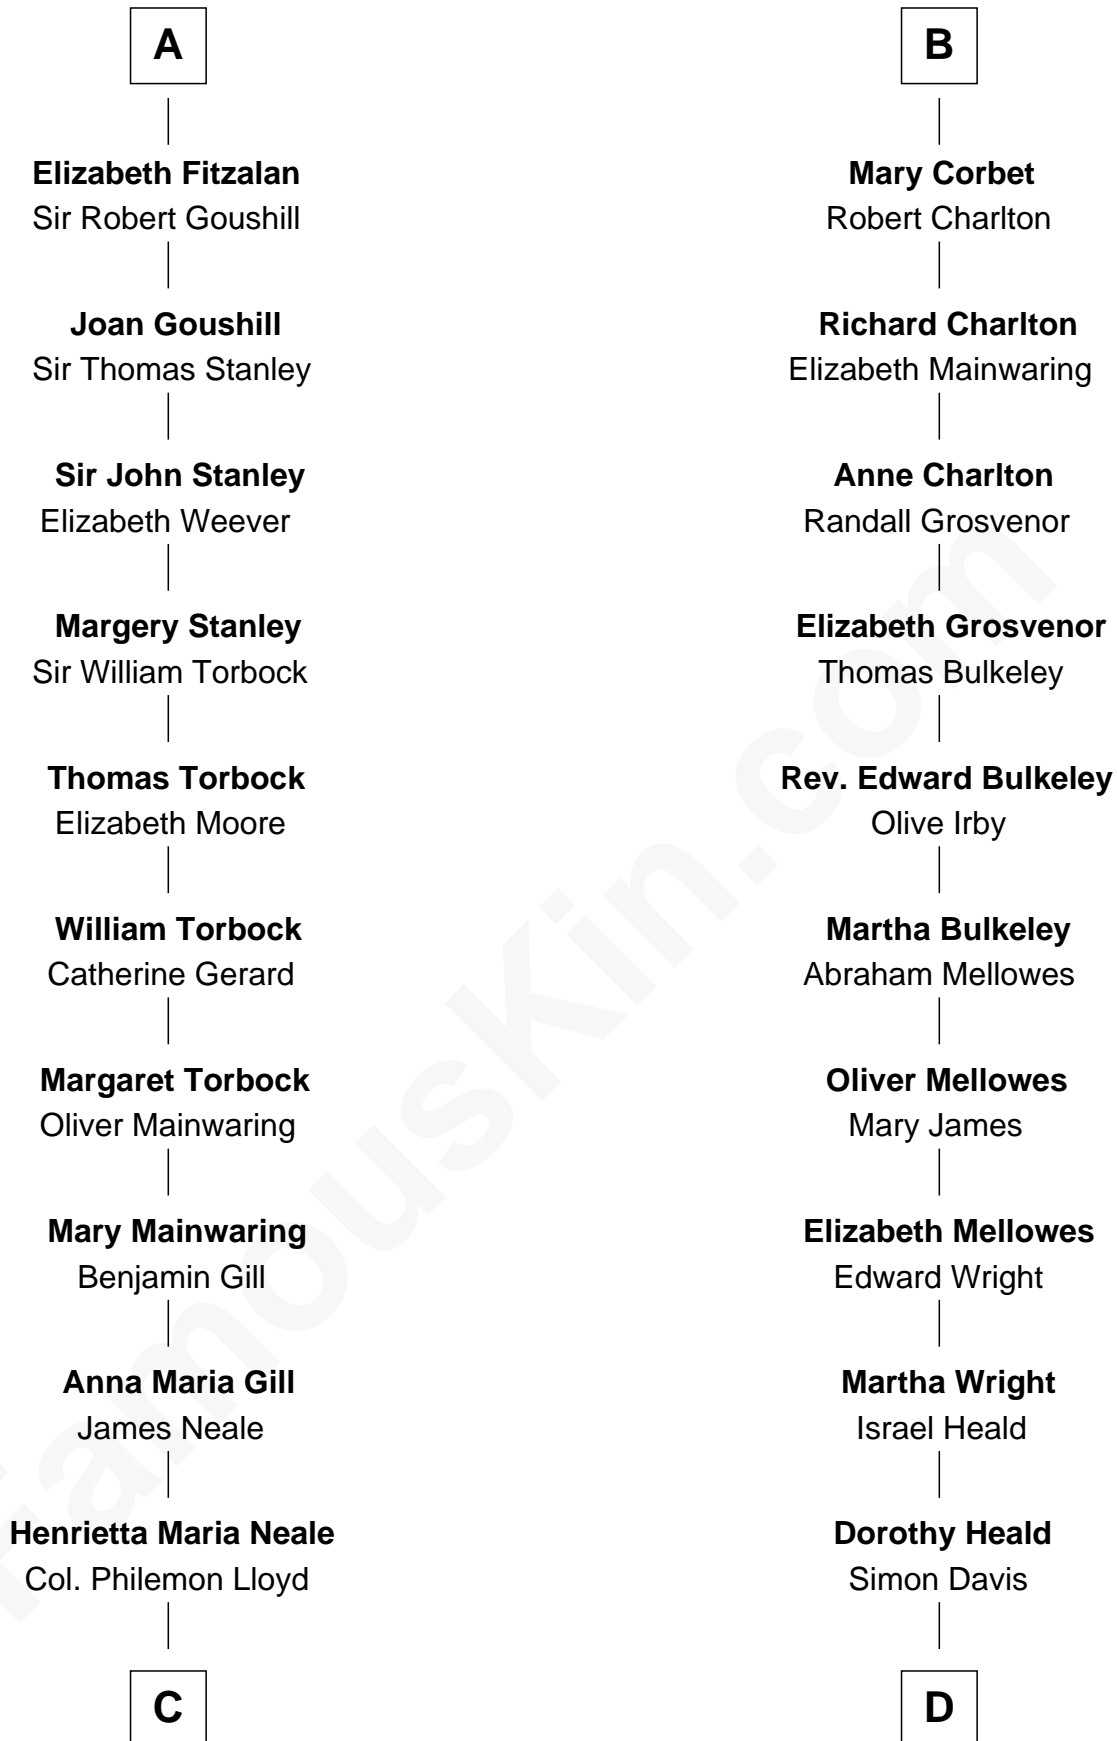 A
Elizabeth Fitzalan
Sir Robert Goushill
Joan Goushill
Sir Thomas Stanley
Sir John Stanley
Elizabeth Weever
Margery Stanley
Sir William Torbock
Thomas Torbock
Elizabeth Moore
William Torbock
Catherine Gerard
Margaret Torbock
Oliver Mainwaring
Mary Mainwaring
Benjamin Gill
Anna Maria Gill
James Neale
Henrietta Maria Neale
Col. Philemon Lloyd
C
B
Mary Corbet
Robert Charlton
Richard Charlton
Elizabeth Mainwaring
Anne Charlton
Randall Grosvenor
Elizabeth Grosvenor
Thomas Bulkeley
Rev. Edward Bulkeley
Olive Irby
Martha Bulkeley
Abraham Mellowes
Oliver Mellowes
Mary James
Elizabeth Mellowes
Edward Wright
Martha Wright
Israel Heald
Dorothy Heald
Simon Davis
D
FamousKin.com